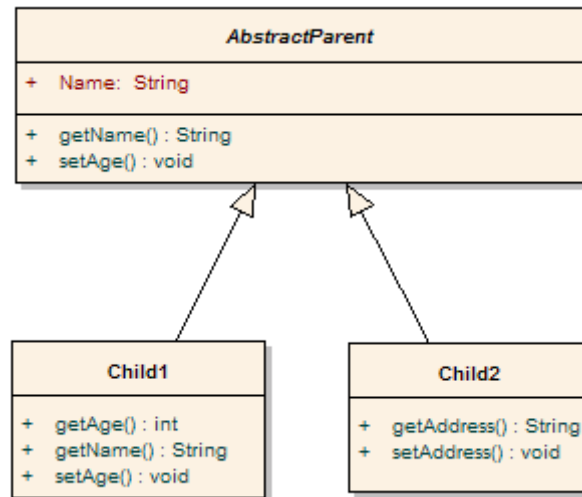 AbstractParent
+ Name: String
+ getName() : String
+ setAge() : void
Child1
+ getAge() : int
+ getName() : String
+ setAge() : void
Child2
+ getAddress() : String
+ setAddress() : void